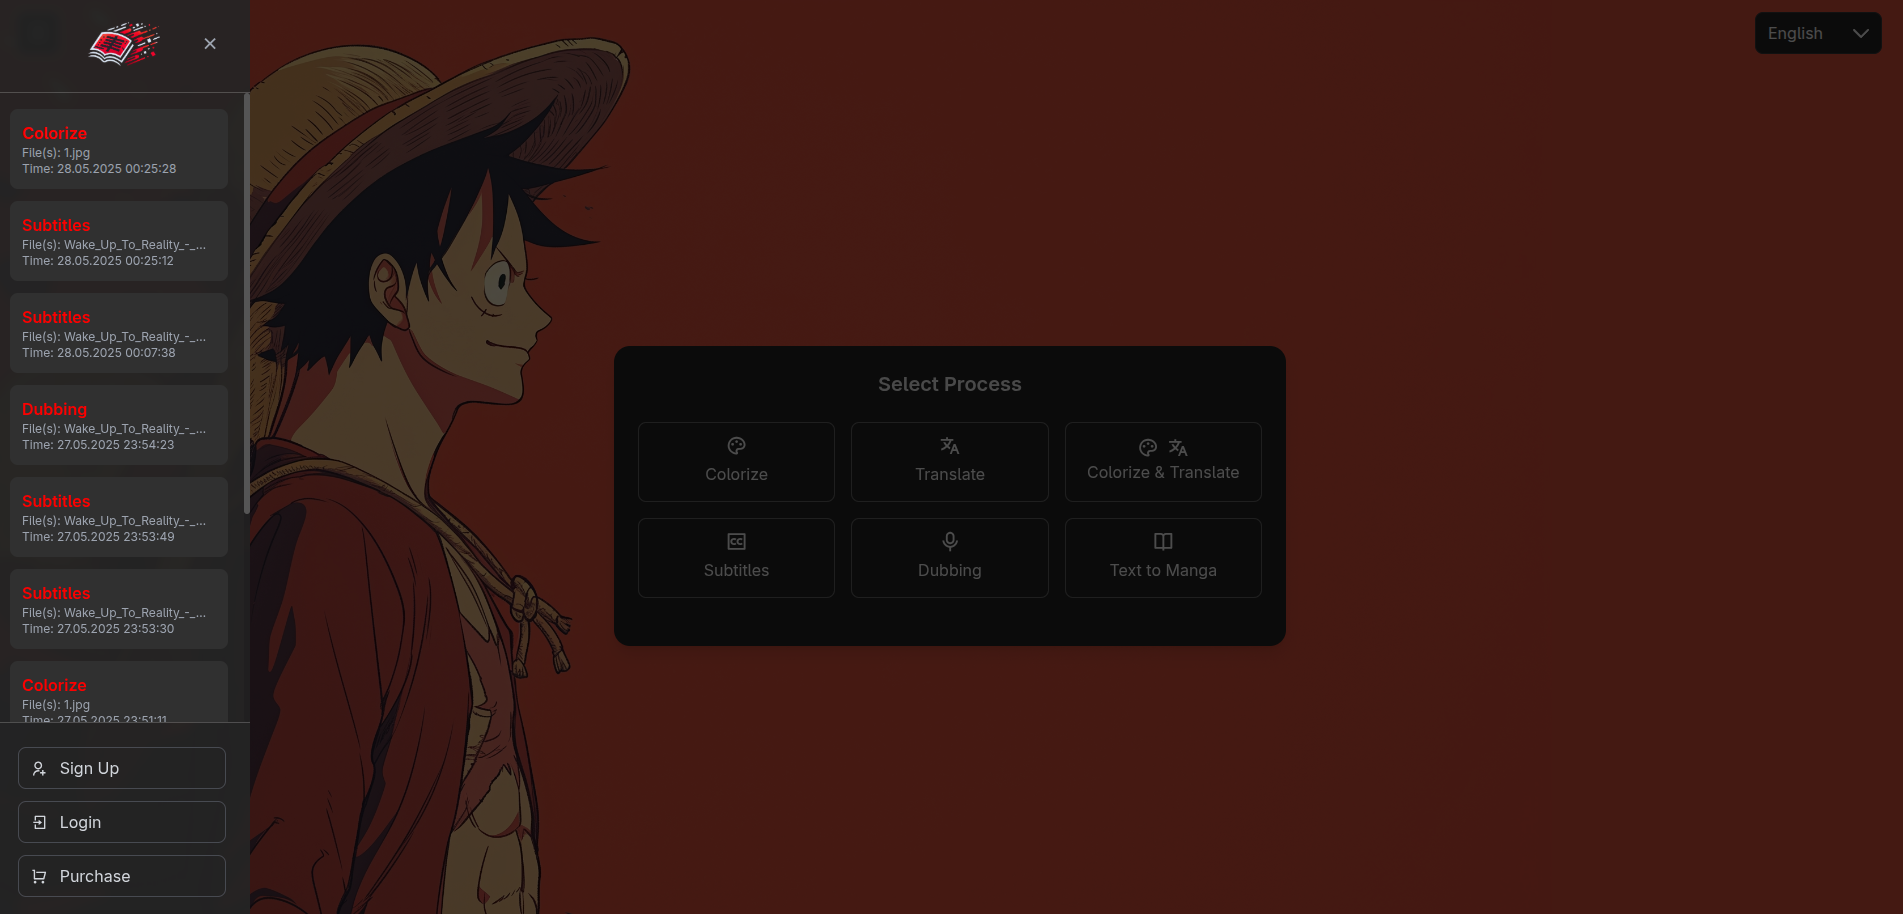 English
Colorize
File(s): 1.jpg
Time: 28.05.2025 00:25:28
Subtitles
File(s): Wake_Up_To_Reality_-_...
Time: 28.05.2025 00:25:12
Subtitles
File(s): Wake_Up_To_Reality_-_...
Time: 28.05.2025 00:07:38
Dubbing
File(s): Wake_Up_To_Reality_-_...
Time: 27.05.2025 23:54:23
Subtitles
File(s): Wake_Up_To_Reality_-_...
Time: 27.05.2025 23:53:49
Subtitles
File(s): Wake_Up_To_Reality_-_...
Time: 27.05.2025 23:53:30
Colorize
File(s): 1.jpg
Time: 27.05.2025 23:51:11
Sign Up
Login
Purchase
Select Process
Colorize
Translate
Colorize & Translate
CC
Subtitles
Dubbing
Text to Manga